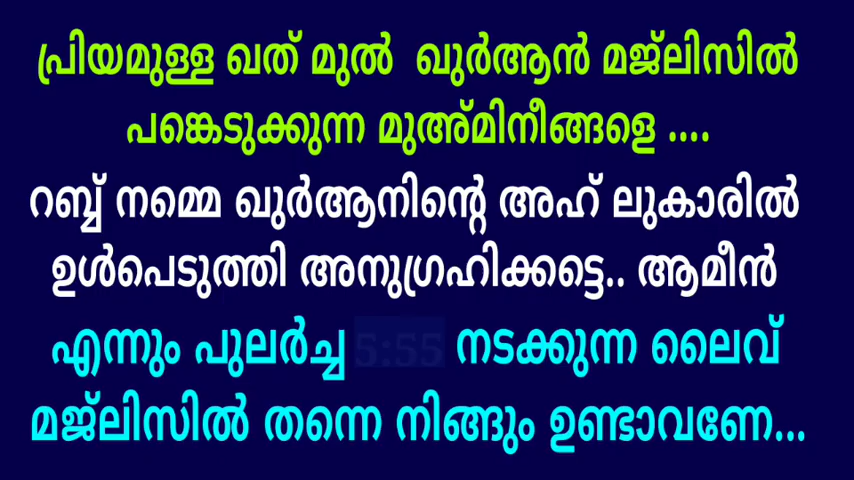 പ്രിയമുള്ള ഖത് മുൽ ഖുർആൻ മജ്ലിസിൽ
പങ്കെടുക്കുന്ന മുഅ്മിനീങ്ങളെ ....
റബ്ബ് നമ്മെ ഖുർആനിന്റെ അഹ് ലുകാരിൽ
ഉൾപെടുത്തി അനുഗ്രഹിക്കട്ടെ.. ആമീൻ
എന്നും പുലർച്ച 5:55 നടക്കുന്ന ലൈവ്
മജ്ലിസിൽ തന്നെ നിങ്ങും ഉണ്ടാവണേ...